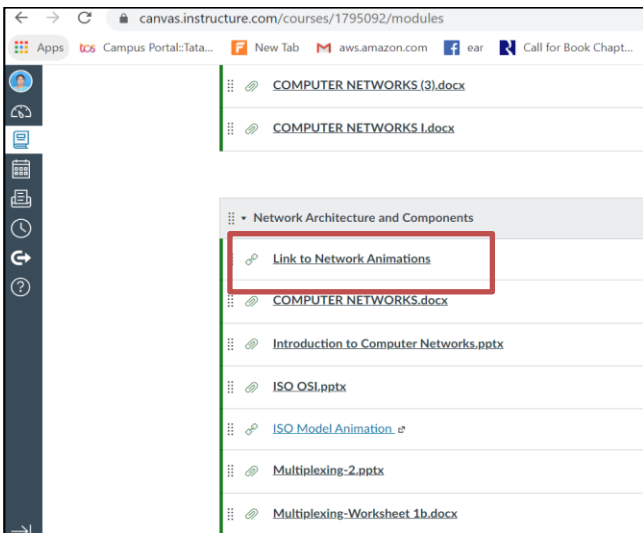 canvas.instructure.com/courses/1795092/modules
Apps tcs Campus Portal::Tata... New Tab aws.amazon.com ear Call for Book Chapt...
COMPUTER NETWORKS (3).docx
COMPUTER NETWORKS I.docx
Network Architecture and Components
Link to Network Animations
COMPUTER NETWORKS.docx
Introduction to Computer Networks.pptx
ISO OSI.pptx
ISO Model Animation
Multiplexing-2.pptx
Multiplexing-Worksheet 1b.docx